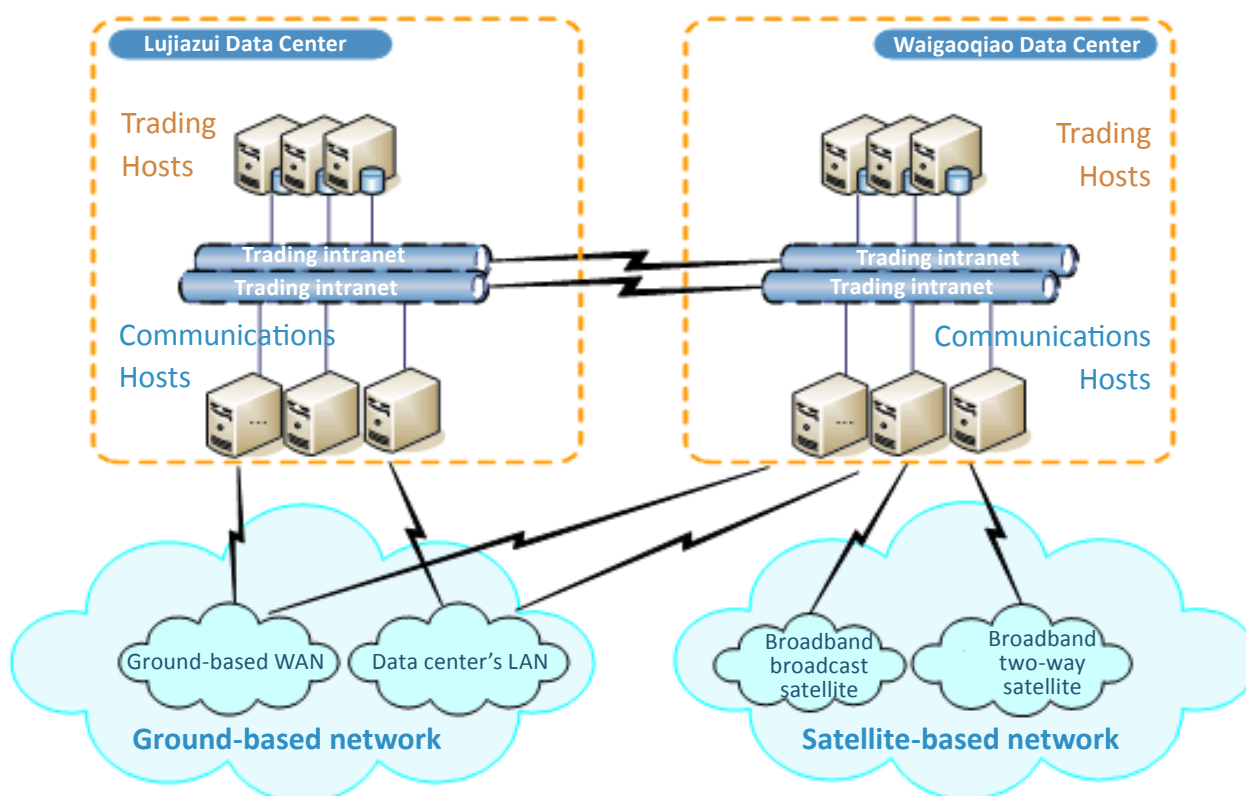 Lujiazui Data Center
Waigaoqiao Data Center
Trading
Hosts
Trading
Hosts
Trading intranet
Trading intranet
Trading intranet
Trading intranet
Communications
Hosts
Communications
Hosts
...
...
Ground-based WAN
Data center’s LAN
Broadband
broadcast
satellite
Broadband
two-way
satellite
Ground-based network
Satellite-based network